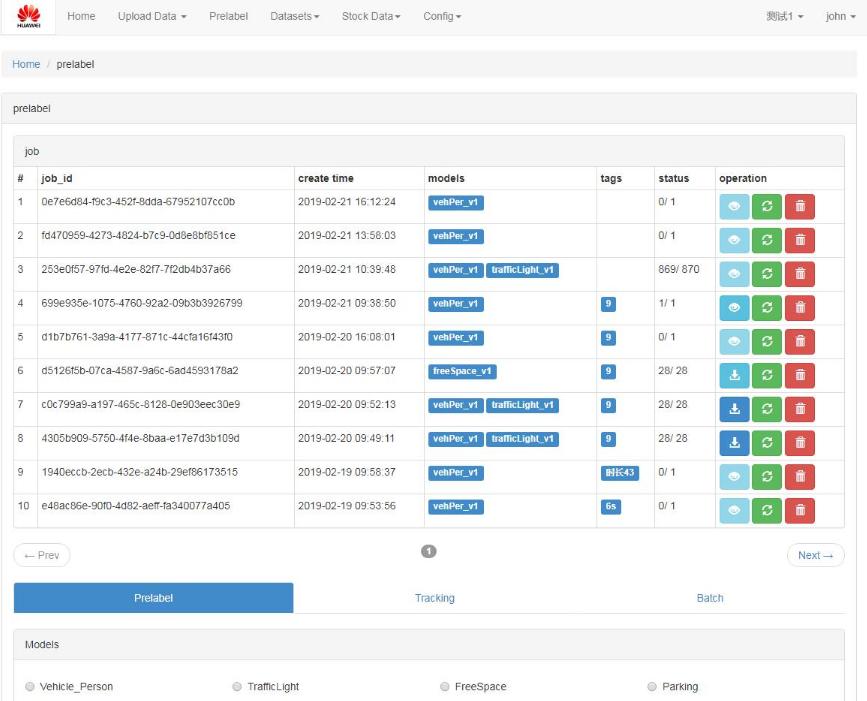 HUAWEI Home Upload Data Prelabel Datasets Stock Data Config 测试1 john
Home / prelabel
prelabel
job
# job_id create time models tags status operation
1 0e7e6d84-f9c3-452f-8dda-67952107cc0b 2019-02-21 16:12:24 vehPer_v1 0/ 1
2 fd470959-4273-4824-b7c9-0d8e8bf851ce 2019-02-21 13:58:03 vehPer_v1 0/ 1
3 253e0f57-97fd-4e2e-82f7-7f2db4b37a66 2019-02-21 10:39:48 vehPer_v1 trafficLight_v1 869/ 870
4 699e935e-1075-4760-92a2-09b3b3926799 2019-02-21 09:38:50 vehPer_v1 9 1/ 1
5 d1b7b761-3a9a-4177-871c-44cfa16f43f0 2019-02-20 16:08:01 vehPer_v1 9 0/ 1
6 d5126f5b-07ca-4587-9a6c-6ad4593178a2 2019-02-20 09:57:07 freeSpace_v1 9 28/ 28
7 c0c799a9-a197-465c-8128-0e903eec30e9 2019-02-20 09:52:13 vehPer_v1 trafficLight_v1 9 28/ 28
8 4305b909-5750-4f4e-8baa-e17e7d3b109d 2019-02-20 09:49:11 vehPer_v1 trafficLight_v1 9 28/ 28
9 1940eccb-2ecb-432e-a24b-29ef86173515 2019-02-19 09:58:37 vehPer_v1 时长43 0/ 1
10 e48ac86e-90f0-4d82-aeff-fa340077a405 2019-02-19 09:53:56 vehPer_v1 6s 0/ 1
← Prev 1 Next →
Prelabel Tracking Batch
Models
Vehicle_Person TrafficLight FreeSpace Parking